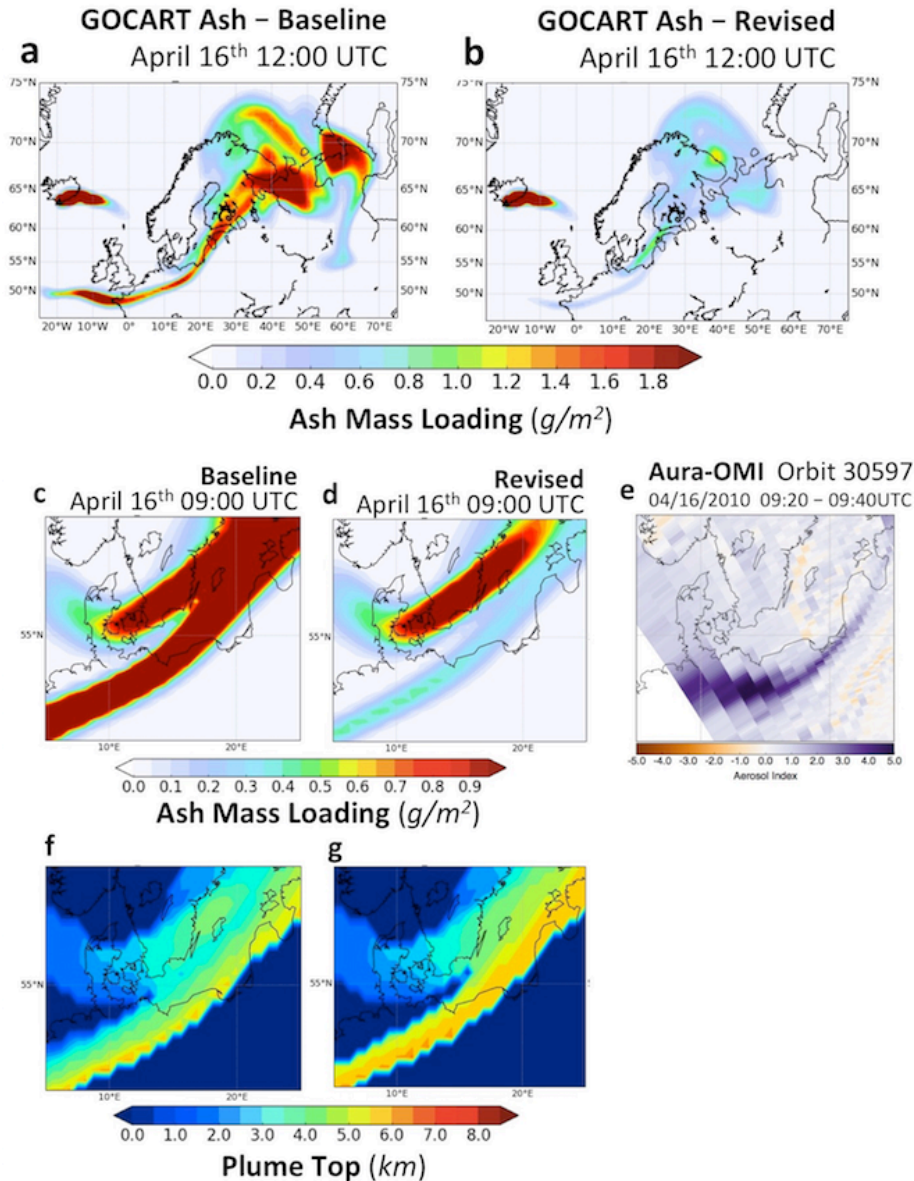 GOCART Ash – Baseline
a April 16th 12:00 UTC
75°N 75°N
70°N 70°N
65°N 65°N
60°N 60°N
55°N 55°N
50°N 50°N
20°W 10°W 0° 10°E 20°E 30°E 40°E 50°E 60°E 70°E
GOCART Ash – Revised
b April 16th 12:00 UTC
75°N 75°N
70°N 70°N
65°N 65°N
60°N 60°N
55°N 55°N
50°N 50°N
20°W 10°W 0° 10°E 20°E 30°E 40°E 50°E 60°E 70°E
0.0 0.2 0.4 0.6 0.8 1.0 1.2 1.4 1.6 1.8
Ash Mass Loading (g/m²)
c Baseline
April 16th 09:00 UTC
55°N
10°E 20°E
d Revised
April 16th 09:00 UTC
55°N
10°E 20°E
0.0 0.1 0.2 0.3 0.4 0.5 0.6 0.7 0.8 0.9
Ash Mass Loading (g/m²)
Aura-OMI Orbit 30597
e 04/16/2010 09:20 – 09:40UTC
-5.0 -4.0 -3.0 -2.0 -1.0 0.0 1.0 2.0 3.0 4.0 5.0
Aerosol Index
f
55°N
10°E 20°E
g
55°N
10°E 20°E
0.0 1.0 2.0 3.0 4.0 5.0 6.0 7.0 8.0
Plume Top (km)